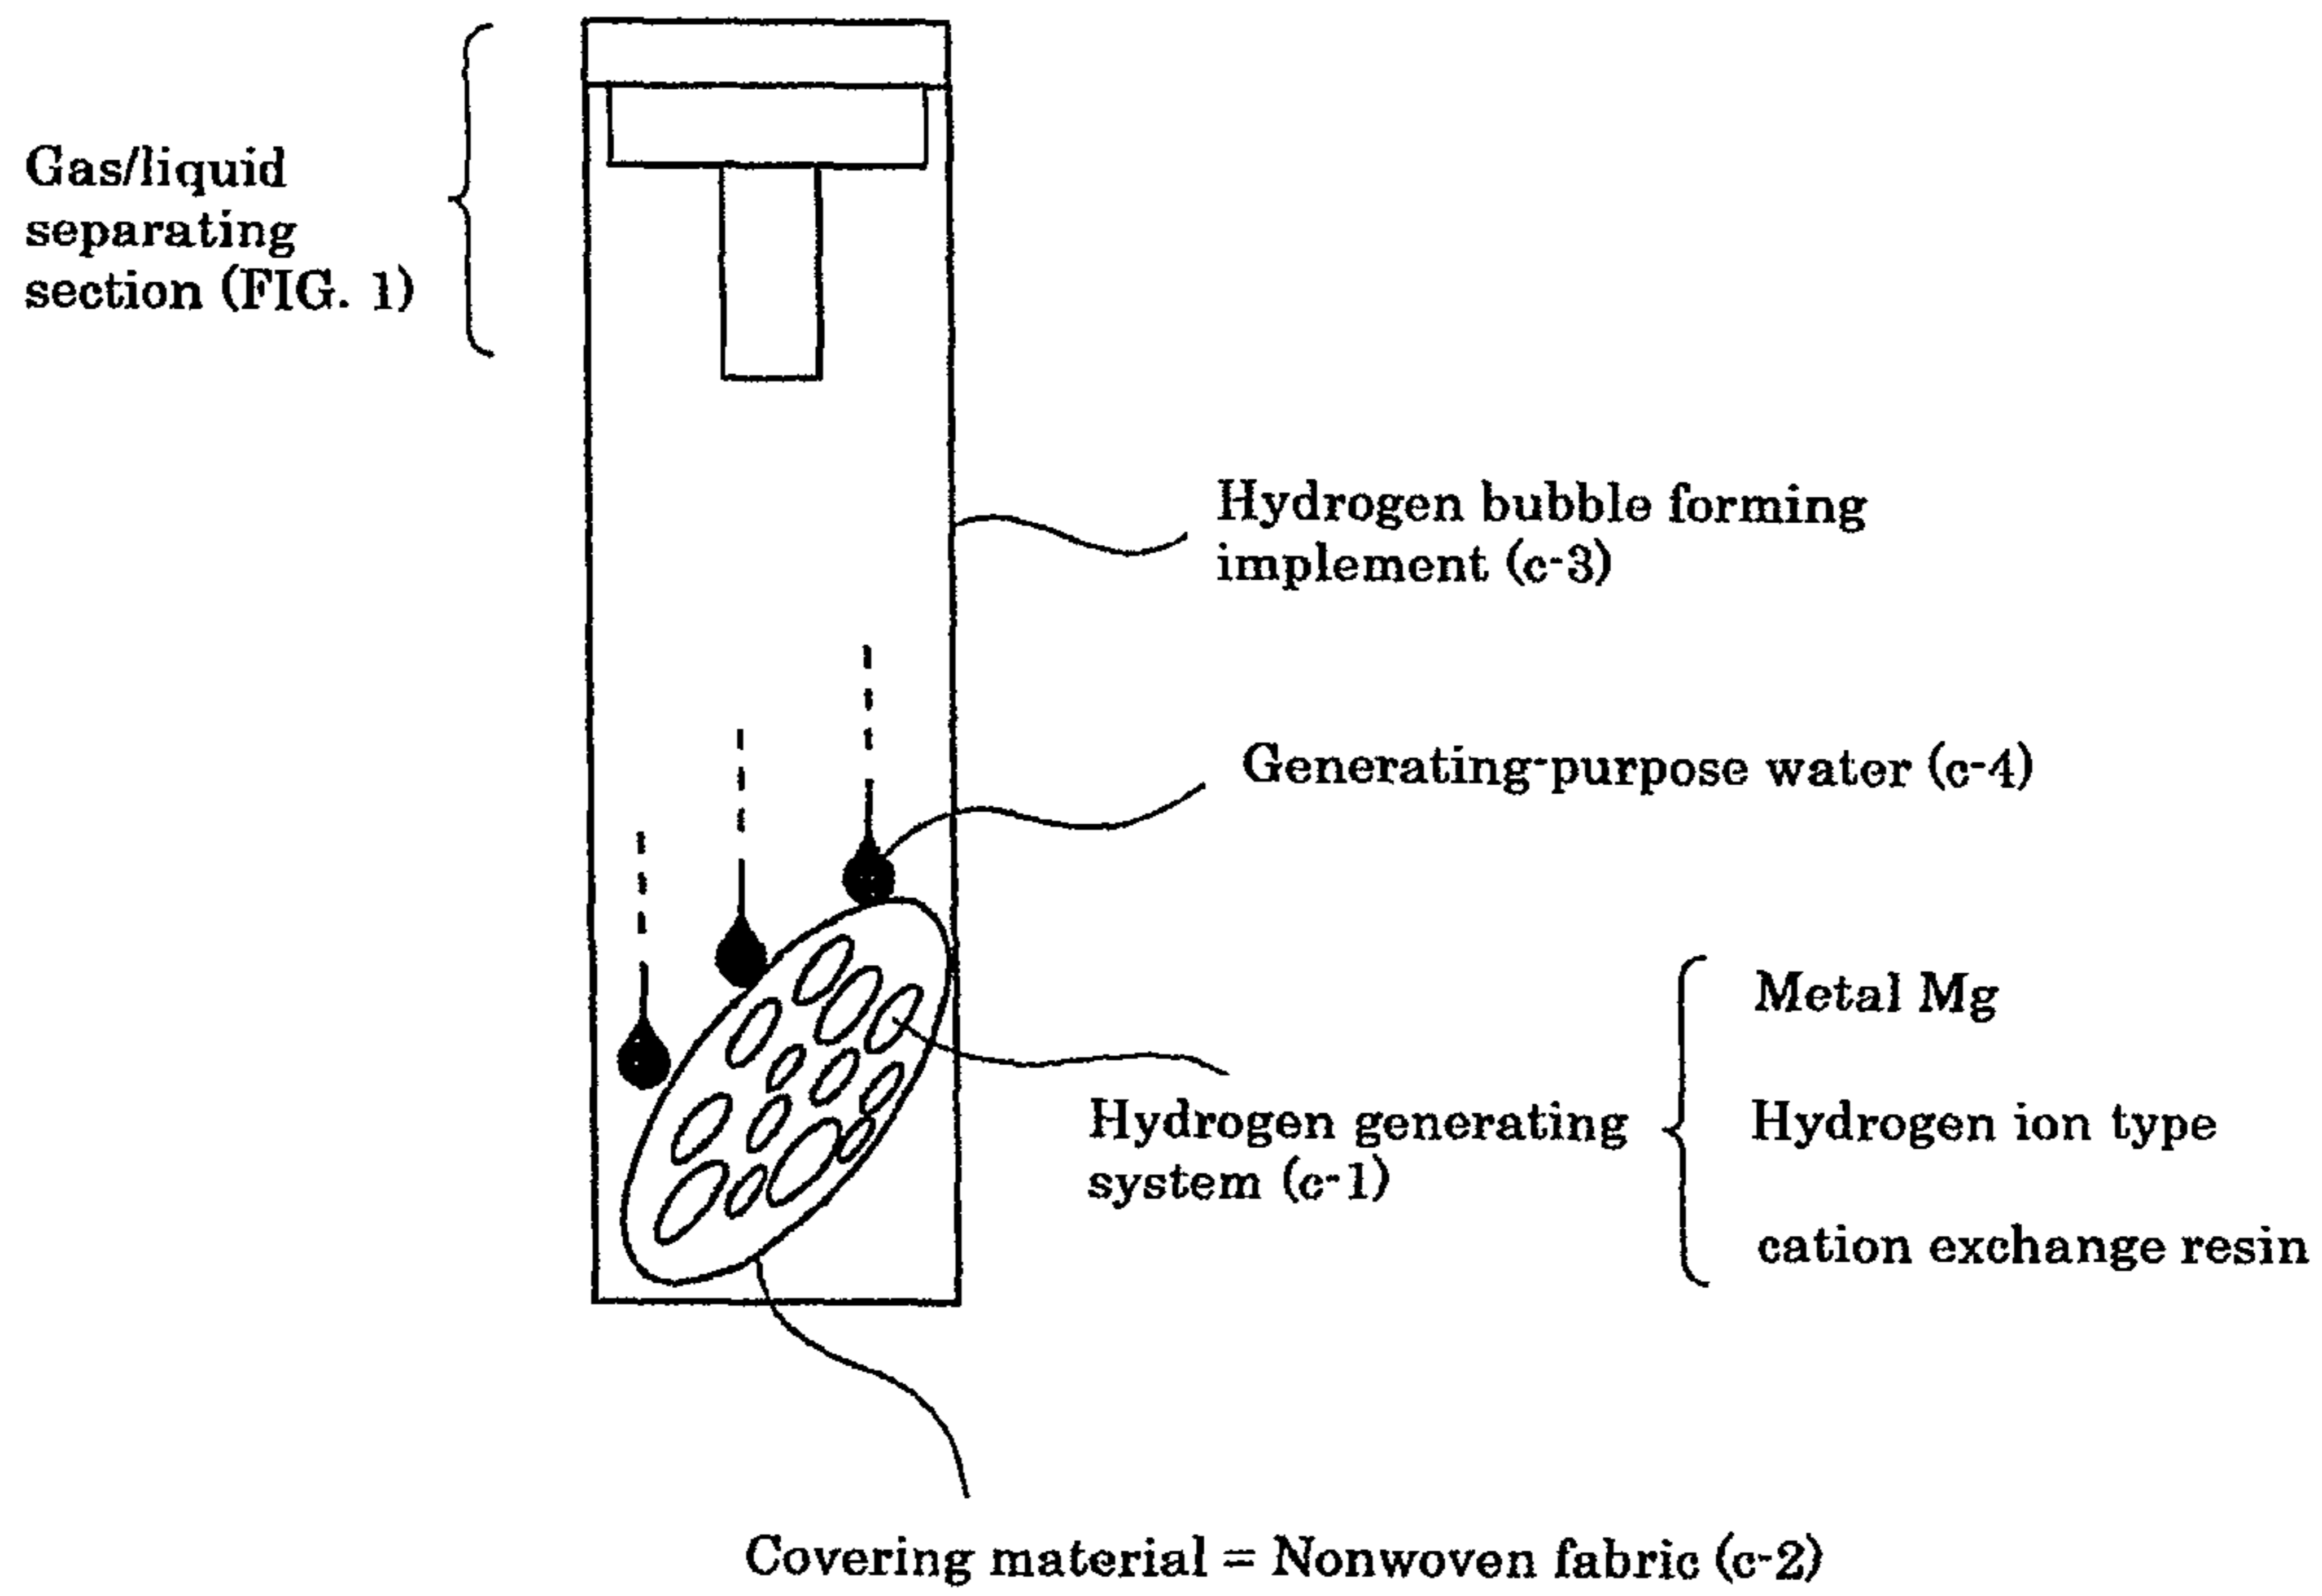 Gas/liquid
separating
section (FIG. 1)
Hydrogen bubble forming
implement (c-3)
Generating-purpose water (c-4)
Hydrogen generating
system (c-1)
Metal Mg
Hydrogen ion type
cation exchange resin
Covering material = Nonwoven fabric (c-2)